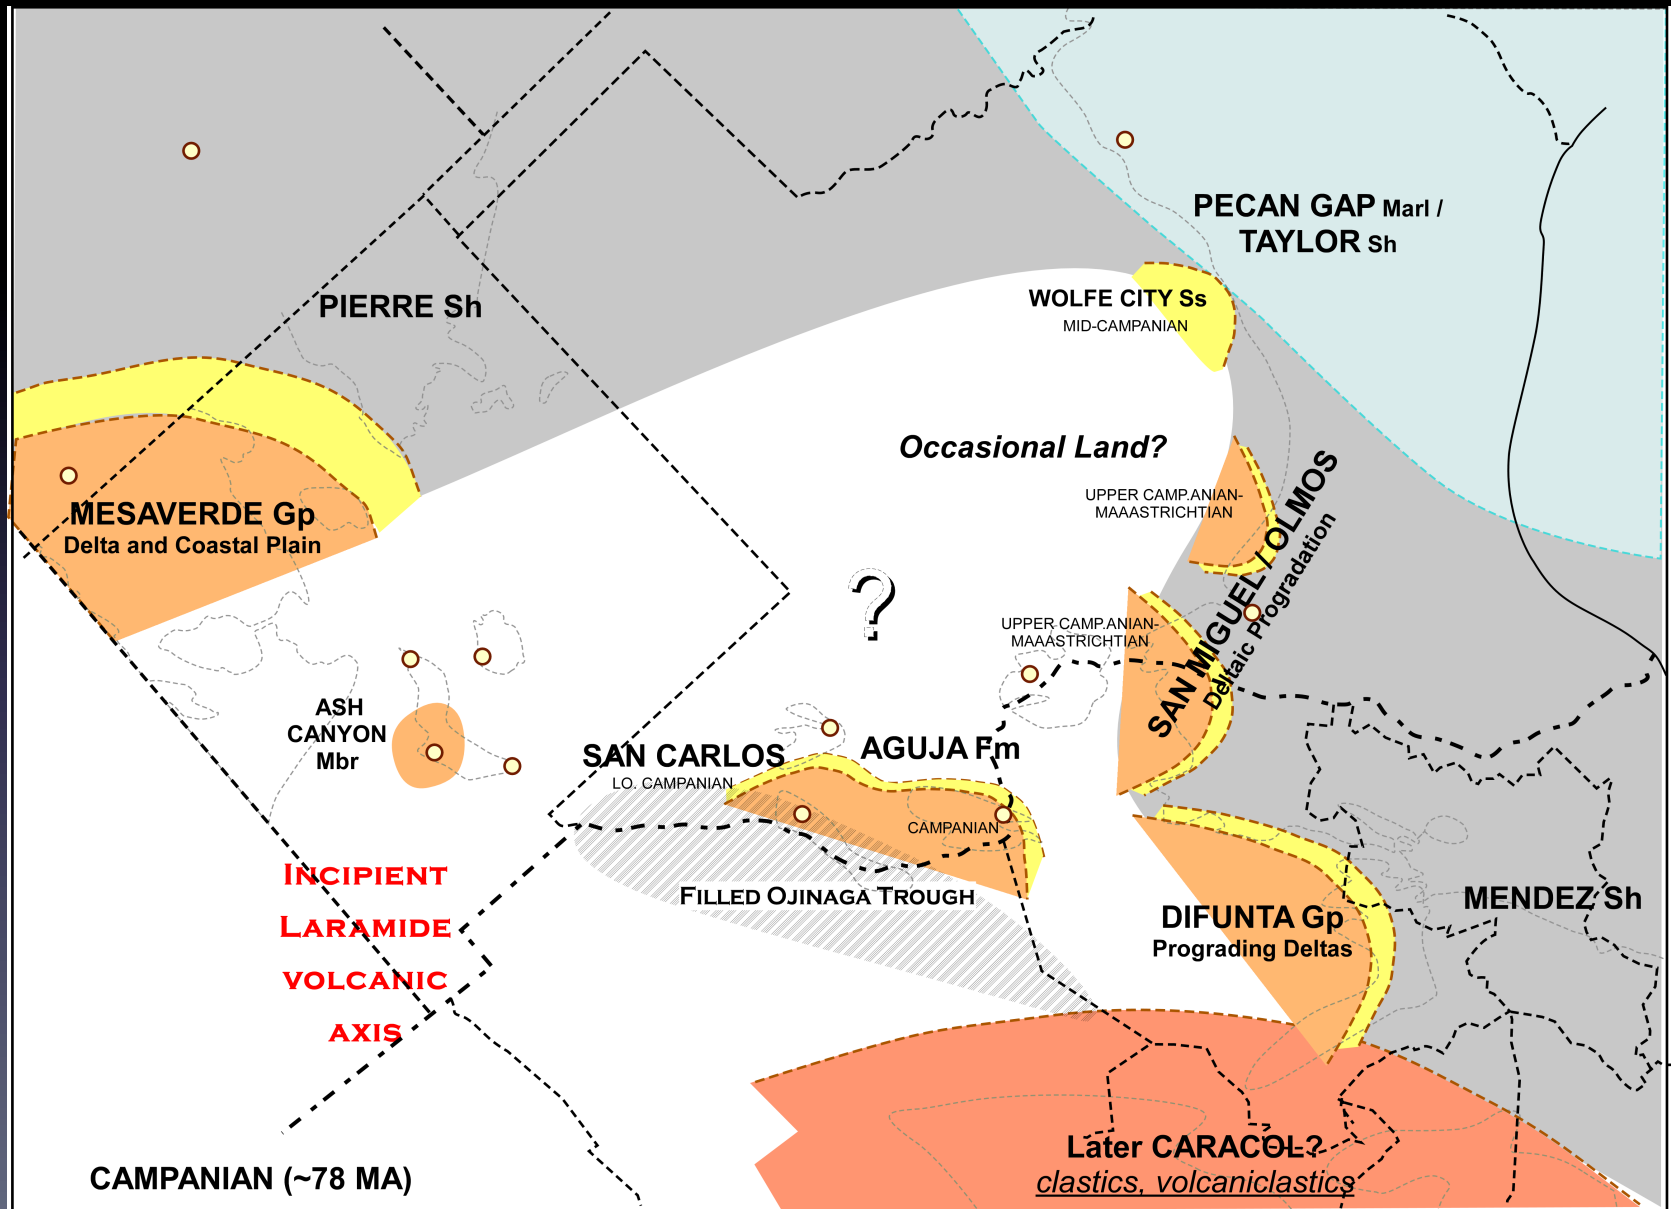 PECAN GAP Marl /
TAYLOR Sh
PIERRE Sh
WOLFE CITY Ss
MID-CAMPANIAN
Occasional Land?
UPPER CAMP.ANIAN-
MAAASTRICHTIAN
SAN MIGUEL / OLMOS
Deltaic Progradation
MESAVERDE Gp
Delta and Coastal Plain
?
UPPER CAMP.ANIAN-
MAAASTRICHTIAN
ASH
CANYON
Mbr
SAN CARLOS
LO. CAMPANIAN
AGUJA Fm
CAMPANIAN
FILLED OJINAGA TROUGH
INCIPIENT
LARAMIDE
VOLCANIC
AXIS
DIFUNTA Gp
Prograding Deltas
MENDEZ Sh
Later CARACOL?
clastics, volcaniclastics
CAMPANIAN (~78 MA)